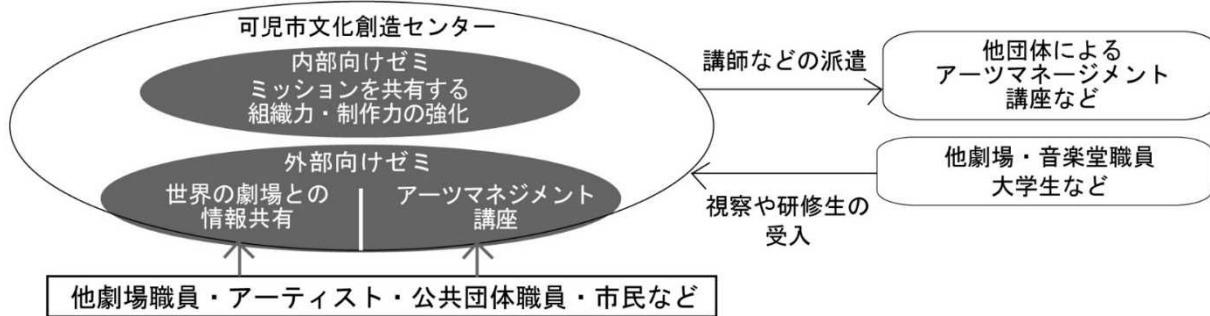 可児市文化創造センター
内部向けゼミ
ミッションを共有する
組織力・制作力の強化
外部向けゼミ
世界の劇場との
情報共有
アーツマネジメント
講座
他劇場職員・アーティスト・公共団体職員・市民など
講師などの派遣
他団体による
アーツマネージメント
講座など
視察や研修生の
受入
他劇場・音楽堂職員
大学生など